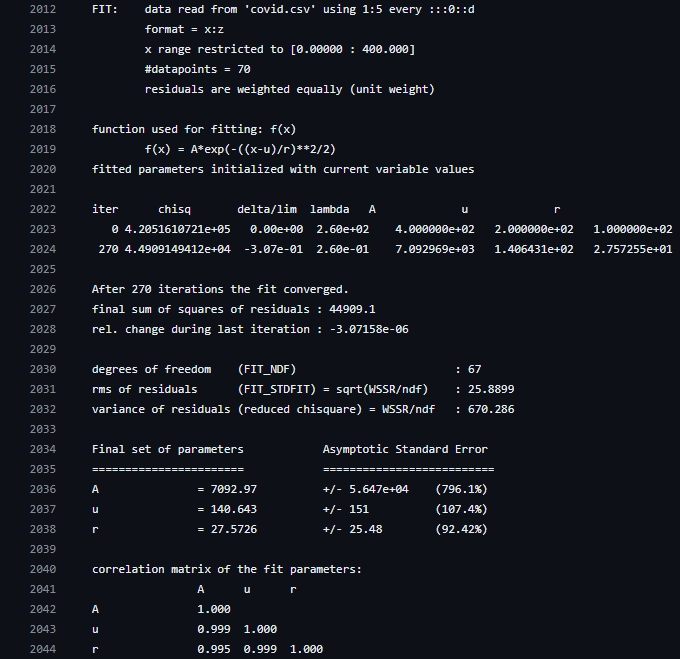 2012 FIT:    data read from 'covid.csv' using 1:5 every :::0::d
2013         format = x:z
2014         x range restricted to [0.00000 : 400.000]
2015         #datapoints = 70
2016         residuals are weighted equally (unit weight)
2017
2018 function used for fitting: f(x)
2019         f(x) = A*exp(-((x-u)/r)**2/2)
2020 fitted parameters initialized with current variable values
2021
2022 iter      chisq       delta/lim  lambda   A             u             r
2023    0 4.2051610721e+05   0.00e+00  2.60e+02    4.000000e+02   2.000000e+02   1.000000e+02
2024  270 4.4909149412e+04  -3.07e-01  2.60e-01    7.092969e+03   1.406431e+02   2.757255e+01
2025
2026 After 270 iterations the fit converged.
2027 final sum of squares of residuals : 44909.1
2028 rel. change during last iteration : -3.07158e-06
2029
2030 degrees of freedom    (FIT_NDF)                        : 67
2031 rms of residuals      (FIT_STDFIT) = sqrt(WSSR/ndf)    : 25.8899
2032 variance of residuals (reduced chisquare) = WSSR/ndf   : 670.286
2033
2034 Final set of parameters            Asymptotic Standard Error
2035 =======================            ==========================
2036 A               = 7092.97          +/- 5.647e+04    (796.1%)
2037 u               = 140.643          +/- 151          (107.4%)
2038 r               = 27.5726          +/- 25.48        (92.42%)
2039
2040 correlation matrix of the fit parameters:
2041                 A      u      r
2042 A               1.000
2043 u               0.999  1.000
2044 r               0.995  0.999  1.000